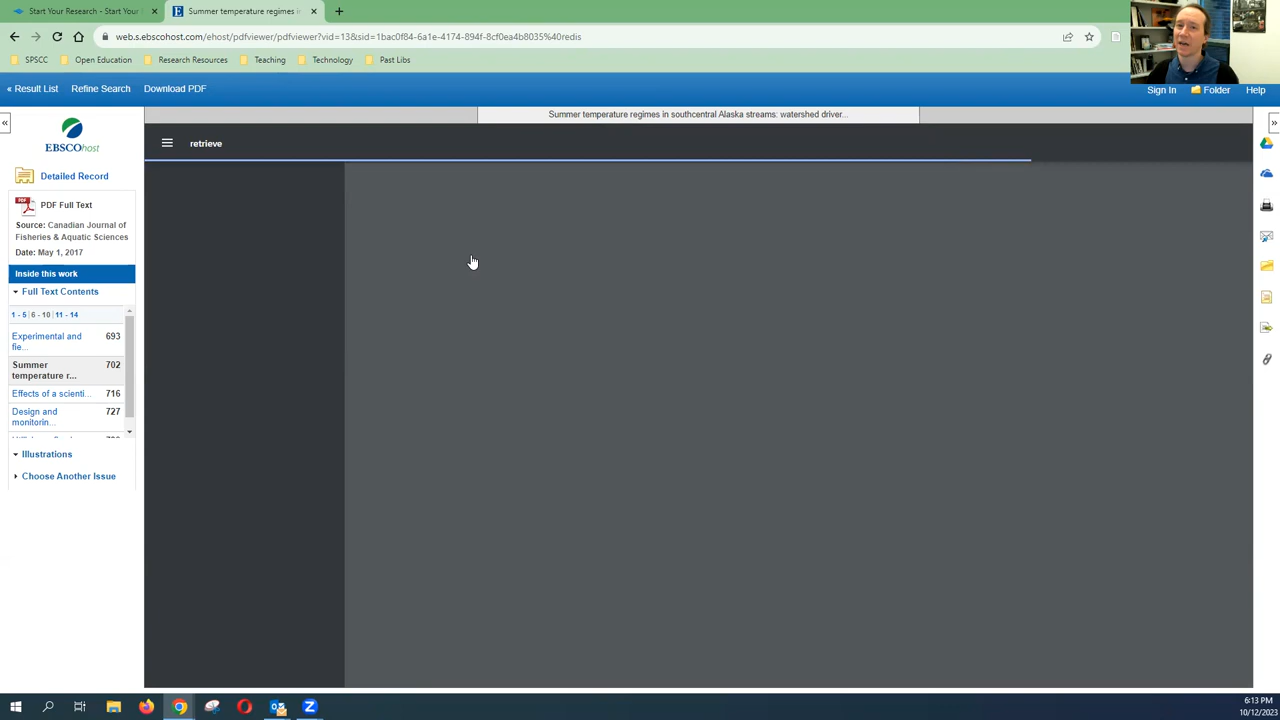 Start Your Research - Start Your
Summer temperature regimes in
web.s.ebscohost.com/ehost/pdfviewer/pdfviewer?vid=13&sid=1bac0f84-6a1e-4174-894f-8cf0ea4b8035%40redis
SPSCC
Open Education
Research Resources
Teaching
Technology
Past Libs
« Result List
Refine Search
Download PDF
Sign In
Folder
Help
Summer temperature regimes in southcentral Alaska streams: watershed driver...
retrieve
EBSCOhost
Detailed Record
PDF Full Text
Source: Canadian Journal of
Fisheries & Aquatic Sciences
Date: May 1, 2017
Inside this work
Full Text Contents
1 - 5 | 6 - 10 | 11 - 14
Experimental and 693
fie...
Summer 702
temperature r...
Effects of a scienti... 716
Design and 727
monitorin...
Illustrations
Choose Another Issue
6:13 PM
10/12/2023